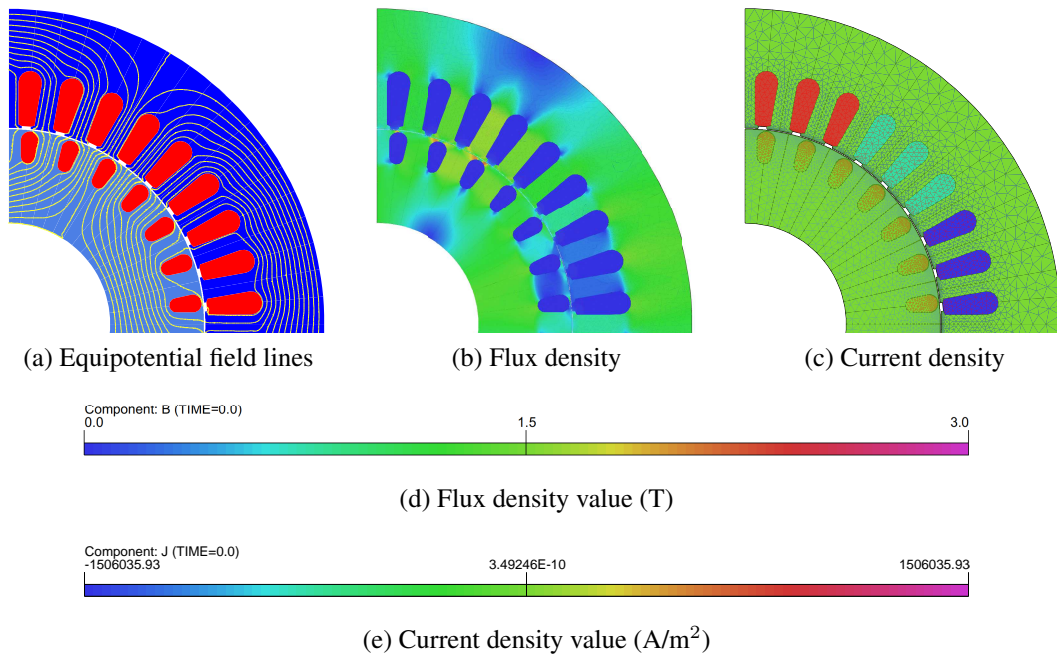 (a) Equipotential field lines
(b) Flux density
(c) Current density
Component: B (TIME=0.0)
0.0 1.5 3.0
(d) Flux density value (T)
Component: J (TIME=0.0)
-1506035.93 3.49246E-10 1506035.93
(e) Current density value (A/m²)